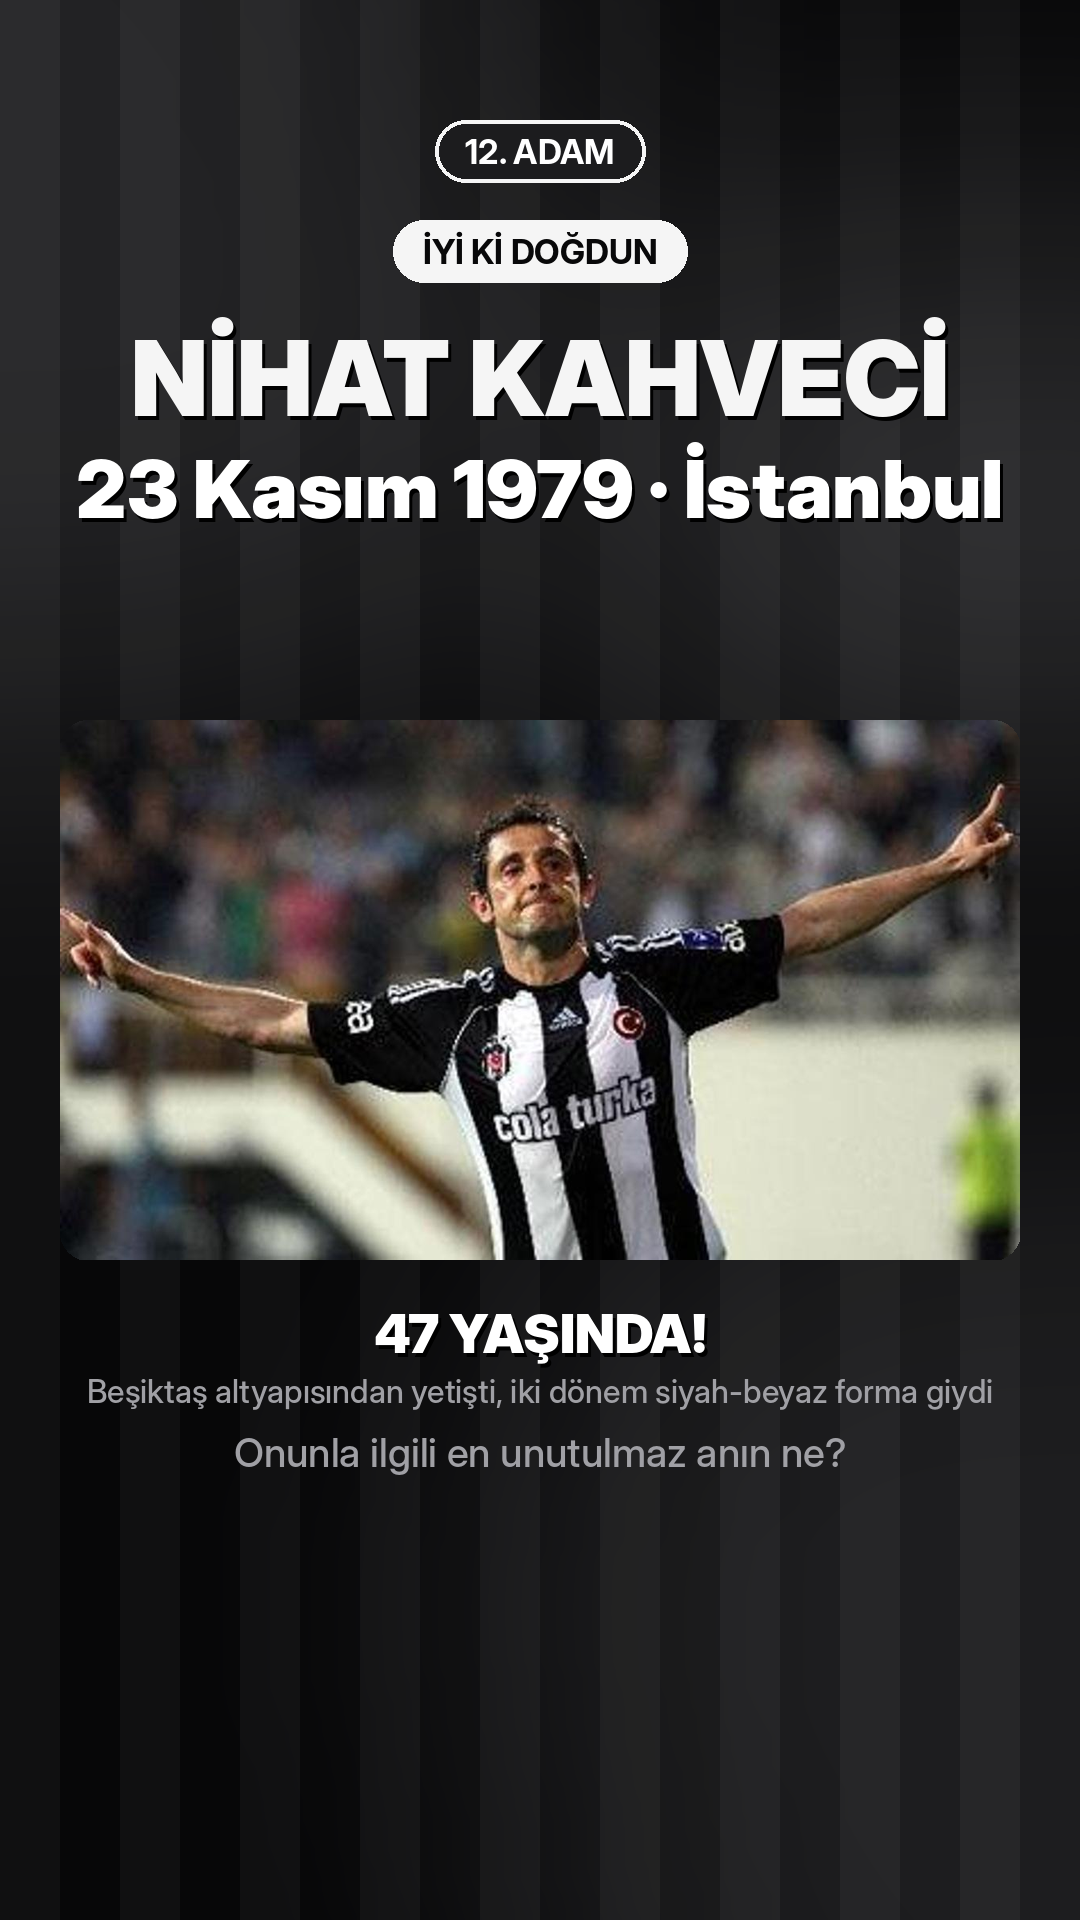 12. ADAM
İYİ Kİ DOĞDUN
NİHAT KAHVECİ
23 Kasım 1979 · İstanbul
cola turka
47 YAŞINDA!
Beşiktaş altyapısından yetişti, iki dönem siyah-beyaz forma giydi
Onunla ilgili en unutulmaz anın ne?